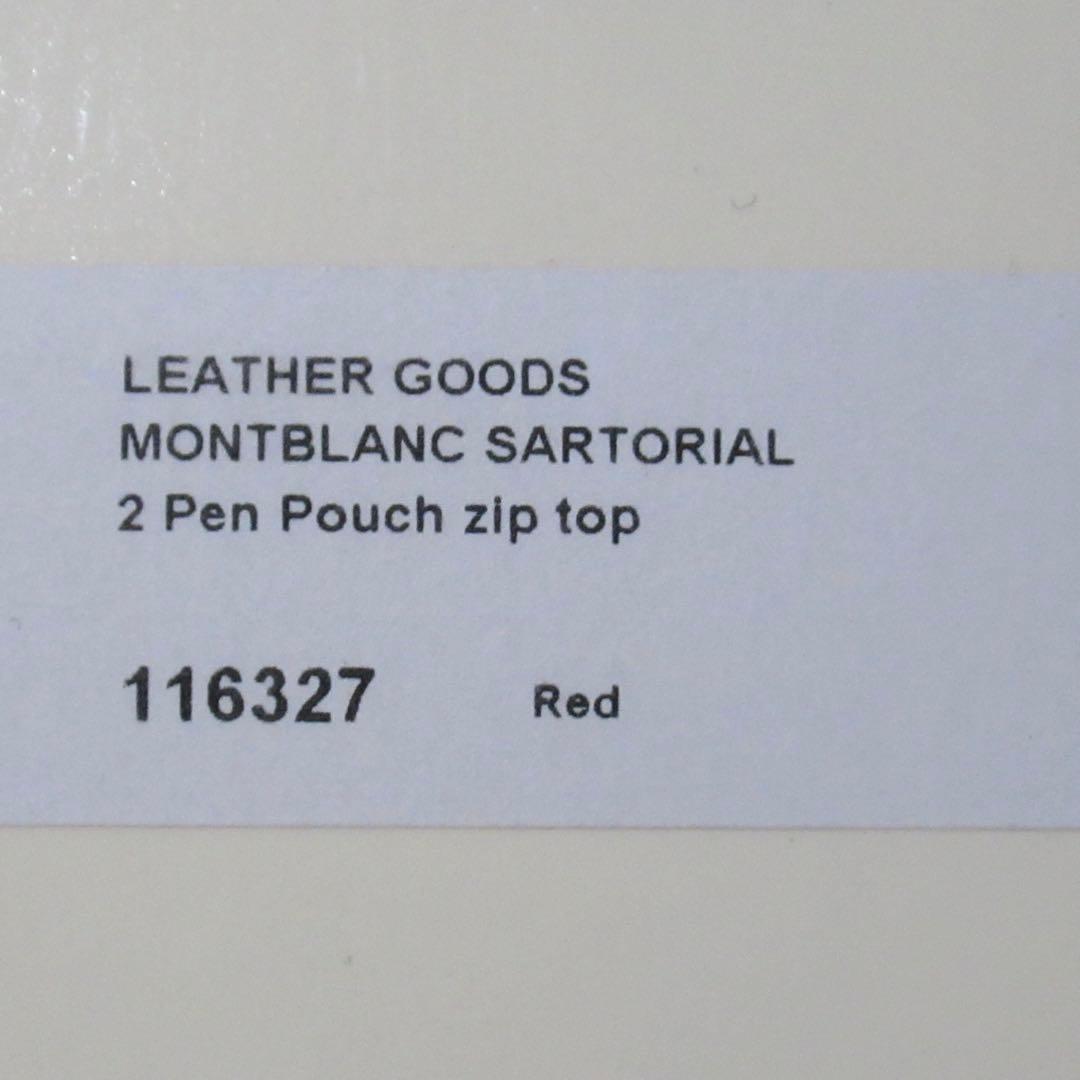 LEATHER GOODS
MONTBLANC SARTORIAL
2 Pen Pouch zip top
116327 Red